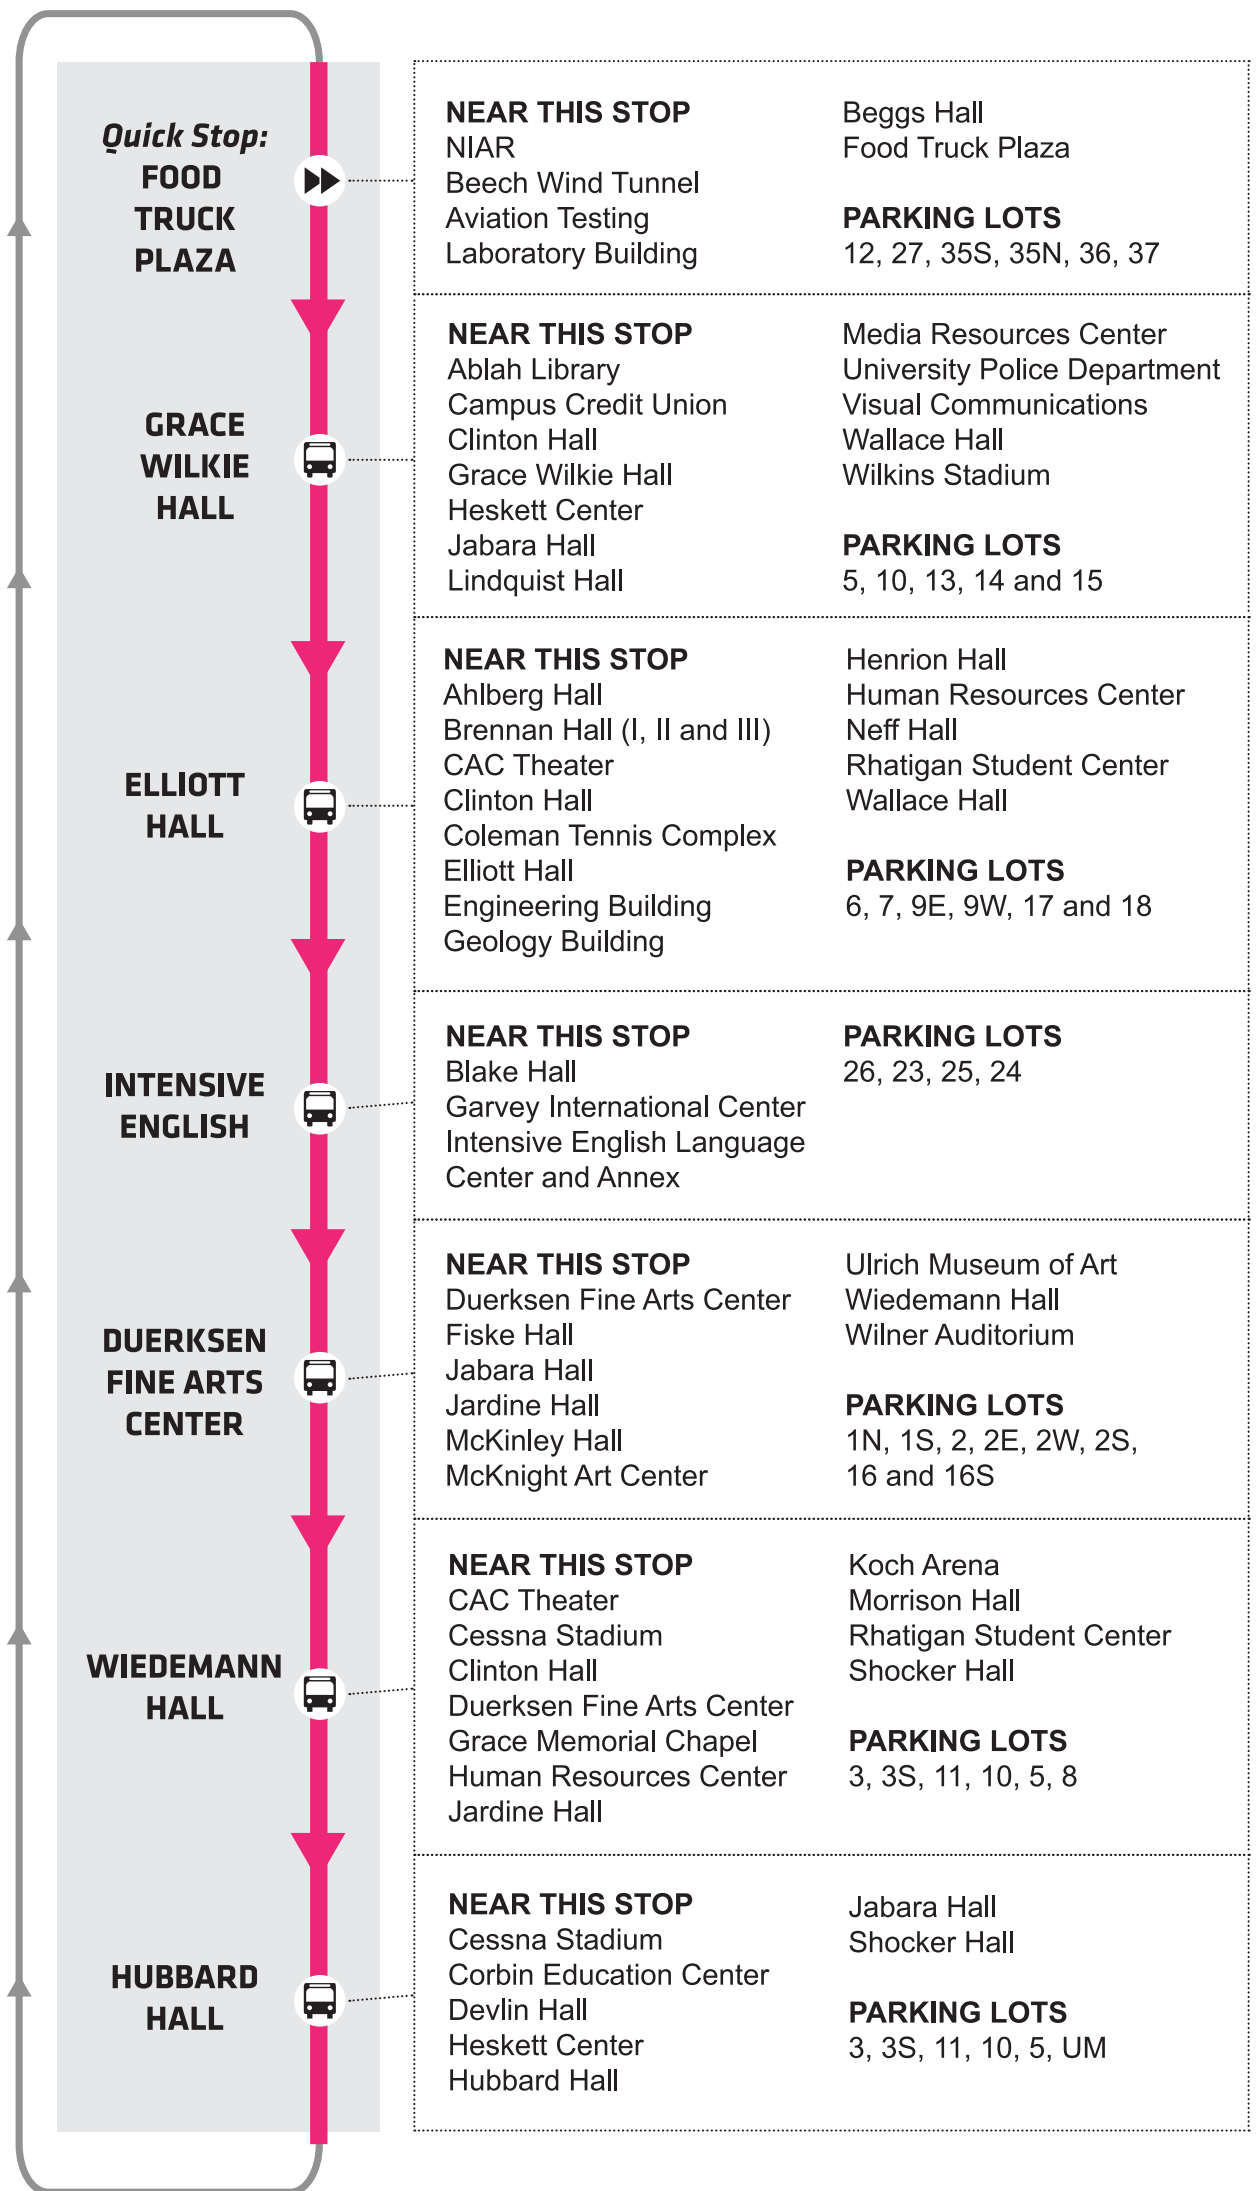 Quick Stop:
FOOD
TRUCK
PLAZA
NEAR THIS STOP
NIAR
Beech Wind Tunnel
Aviation Testing
Laboratory Building
Beggs Hall
Food Truck Plaza
PARKING LOTS
12, 27, 35S, 35N, 36, 37
GRACE
WILKIE
HALL
NEAR THIS STOP
Ablah Library
Campus Credit Union
Clinton Hall
Grace Wilkie Hall
Heskett Center
Jabara Hall
Lindquist Hall
Media Resources Center
University Police Department
Visual Communications
Wallace Hall
Wilkins Stadium
PARKING LOTS
5, 10, 13, 14 and 15
ELLIOTT
HALL
NEAR THIS STOP
Ahlberg Hall
Brennan Hall (I, II and III)
CAC Theater
Clinton Hall
Coleman Tennis Complex
Elliott Hall
Engineering Building
Geology Building
Henrion Hall
Human Resources Center
Neff Hall
Rhatigan Student Center
Wallace Hall
PARKING LOTS
6, 7, 9E, 9W, 17 and 18
INTENSIVE
ENGLISH
NEAR THIS STOP
Blake Hall
Garvey International Center
Intensive English Language
Center and Annex
PARKING LOTS
26, 23, 25, 24
DUERKSEN
FINE ARTS
CENTER
NEAR THIS STOP
Duerksen Fine Arts Center
Fiske Hall
Jabara Hall
Jardine Hall
McKinley Hall
McKnight Art Center
Ulrich Museum of Art
Wiedemann Hall
Wilner Auditorium
PARKING LOTS
1N, 1S, 2, 2E, 2W, 2S,
16 and 16S
WIEDEMANN
HALL
NEAR THIS STOP
CAC Theater
Cessna Stadium
Clinton Hall
Duerksen Fine Arts Center
Grace Memorial Chapel
Human Resources Center
Jardine Hall
Koch Arena
Morrison Hall
Rhatigan Student Center
Shocker Hall
PARKING LOTS
3, 3S, 11, 10, 5, 8
HUBBARD
HALL
NEAR THIS STOP
Cessna Stadium
Corbin Education Center
Devlin Hall
Heskett Center
Hubbard Hall
Jabara Hall
Shocker Hall
PARKING LOTS
3, 3S, 11, 10, 5, UM